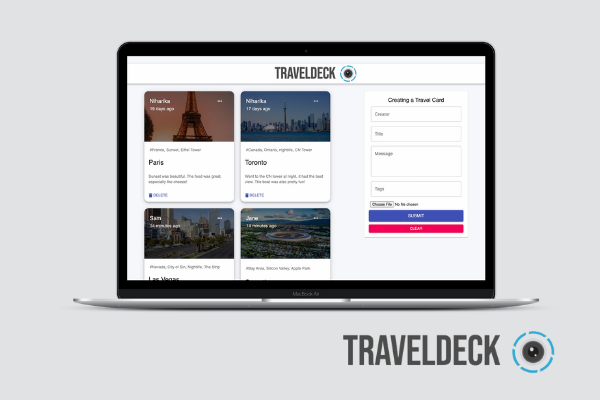 TRAVELDECK
Niharika
19 days ago
Niharika
17 days ago
#France, Sunset, Eiffel Tower
Paris
Sunset was beautiful. The food was great
especially the cheese!
DELETE
#Canada, Ontario, nightlife, CN Tower
Toronto
Went to the CN tower at night, it had the best
view. The boat was also pretty fun!
DELETE
Sam
24 minutes ago
Jane
10 minutes ago
#Nevada, City of Sin, Nightlife, The Strip
Las Vegas
#Bay Area, Silicon Valley, Apple Park
Creating a Travel Card
Creator
Title
Message
Tags
Choose File No file chosen
SUBMIT
CLEAR
MacBook Air
TRAVELDECK